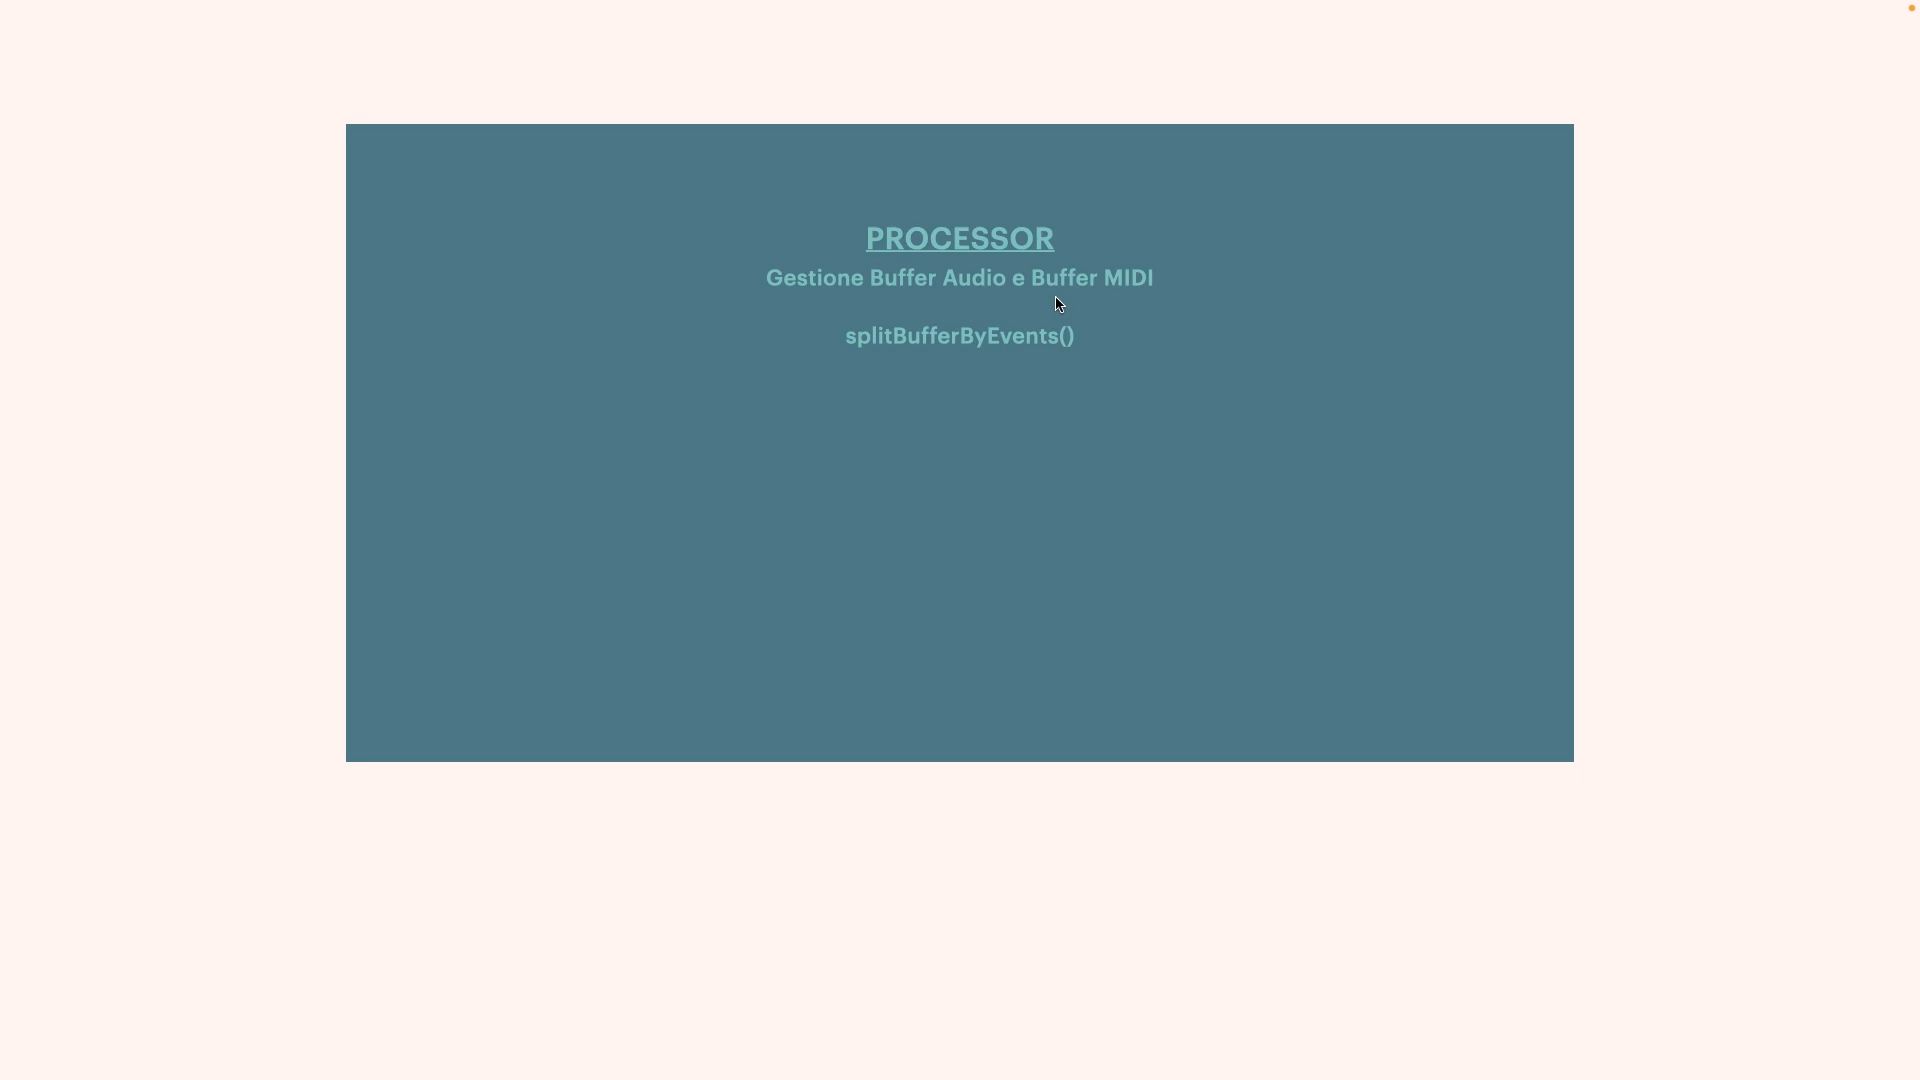 PROCESSOR
Gestione Buffer Audio e Buffer MIDI
splitBufferByEvents()